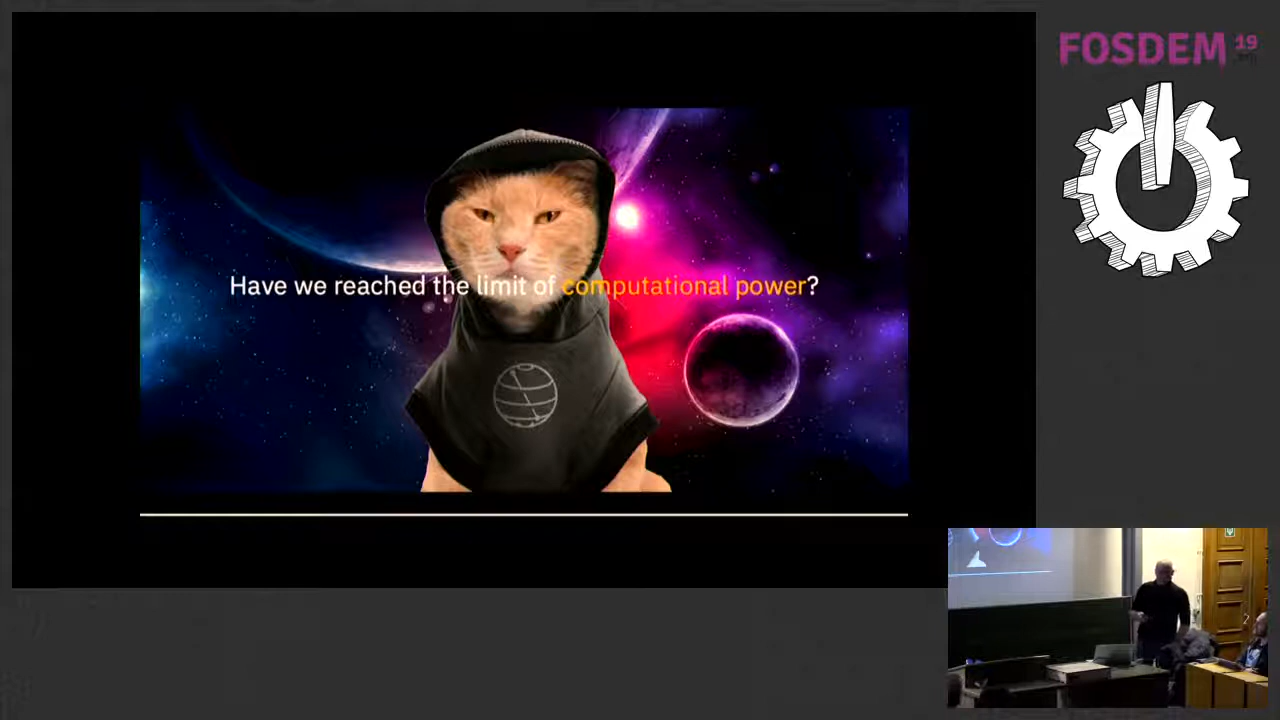 FOSDEM 19
Have we reached the limit of computational power?